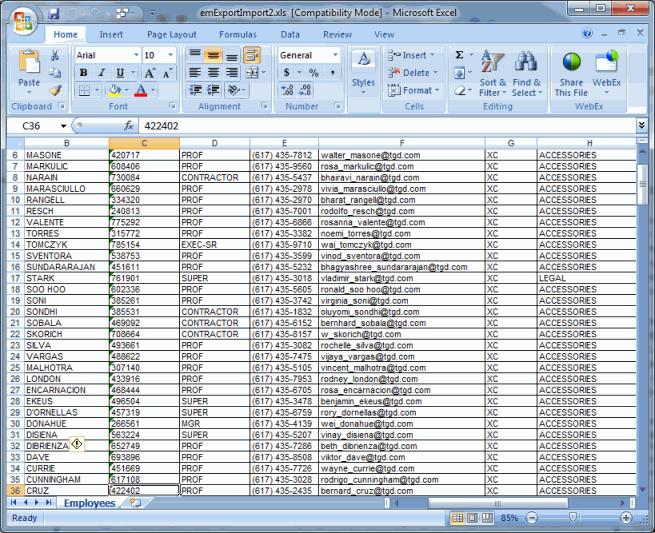 emExportImport2.xls [Compatibility Mode] - Microsoft Excel
Home Insert Page Layout Formulas Data Review View
Paste Arial 10 General Styles Insert Delete Format Sort & Filter Find & Select Share This File WebEx
B I U A A $ % , Σ
Clipboard Font Alignment Number Cells Editing WebEx
C36 fx 422402
B C D E F G H
6 MASONE 420717 PROF (617) 435-7812 walter_masone@tgd.com XC ACCESSORIES
7 MARKULIC 608406 PROF (617) 435-9560 rosa_markulic@tgd.com XC ACCESSORIES
8 NARAIN 730084 CONTRACTOR (617) 435-5437 bhairavi_narain@tgd.com XC ACCESSORIES
9 MARASCIULLO 660629 PROF (617) 435-2978 vivia_marasciullo@tgd.com XC ACCESSORIES
10 RANGELL 334320 PROF (617) 435-2970 bharat_rangell@tgd.com XC ACCESSORIES
11 RESCH 240813 PROF (617) 435-7001 rodolfo_resch@tgd.com XC ACCESSORIES
12 VALENTE 775292 PROF (617) 435-6866 rosanna_valente@tgd.com XC ACCESSORIES
13 TORRES 315772 PROF (617) 435-3382 noemi_torres@tgd.com XC ACCESSORIES
14 TOMCZYK 785154 EXEC-SR (617) 435-9710 wai_tomczyk@tgd.com XC ACCESSORIES
15 SVENTORA 538753 PROF (617) 435-3599 vinod_sventora@tgd.com XC ACCESSORIES
16 SUNDARARAJAN 451611 PROF (617) 435-5232 bhagyashree_sundararajan@tgd.com XC ACCESSORIES
17 STARK 761901 SUPER (617) 435-3018 vladimir_stark@tgd.com XC LEGAL
18 SOO HOO 602336 PROF (617) 435-5605 ronald_soo hoo@tgd.com XC ACCESSORIES
19 SONI 385261 PROF (617) 435-3742 virginia_soni@tgd.com XC ACCESSORIES
20 SONDHI 385531 CONTRACTOR (617) 435-1832 oluyomi_sondhi@tgd.com XC ACCESSORIES
21 SOBALA 469092 CONTRACTOR (617) 435-6152 bernhard_sobala@tgd.com XC ACCESSORIES
22 SKORICH 708664 CONTRACTOR (617) 435-8157 w_skorich@tgd.com XC ACCESSORIES
23 SILVA 493661 PROF (617) 435-3082 rochelle_silva@tgd.com XC ACCESSORIES
24 VARGAS 488622 PROF (617) 435-7475 vijaya_vargas@tgd.com XC ACCESSORIES
25 MALHOTRA 307140 PROF (617) 435-5105 vincent_malhotra@tgd.com XC ACCESSORIES
26 LONDON 433916 PROF (617) 435-7953 rodney_london@tgd.com XC ACCESSORIES
27 ENCARNACION 468444 PROF (617) 435-6705 rosa_encarnacion@tgd.com XC ACCESSORIES
28 EKEUS 496504 SUPER (617) 435-3478 benjamin_ekeus@tgd.com XC ACCESSORIES
29 D'ORNELLAS 457319 SUPER (617) 435-6759 rory_dornellas@tgd.com XC ACCESSORIES
30 DONAHUE 266561 MGR (617) 435-4139 wei_donahue@tgd.com XC ACCESSORIES
31 DISIENA 563224 SUPER (617) 435-5207 vinay_disiena@tgd.com XC ACCESSORIES
32 DIBRIENZA 652749 PROF (617) 435-7286 beth_dibrienza@tgd.com XC ACCESSORIES
33 DAVE 693896 PROF (617) 435-8508 viktor_dave@tgd.com XC ACCESSORIES
34 CURRIE 451669 PROF (617) 435-7726 wayne_currie@tgd.com XC ACCESSORIES
35 CUNNINGHAM 617108 PROF (617) 435-3028 rodrigo_cunningham@tgd.com XC ACCESSORIES
36 CRUZ 422402 PROF (617) 435-2435 bernard_cruz@tgd.com XC ACCESSORIES
Employees
Ready 85%